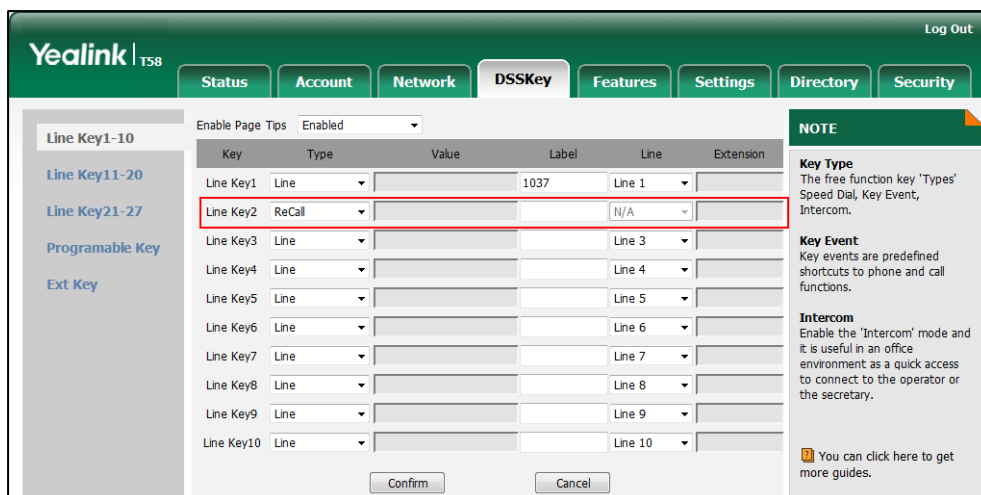 Log Out
Yealink | T58
Status Account Network DSSKey Features Settings Directory Security
Line Key1-10
Line Key11-20
Line Key21-27
Programable Key
Ext Key
Enable Page Tips Enabled
Key Type Value Label Line Extension
Line Key1 Line 1037 Line 1
Line Key2 ReCall N/A
Line Key3 Line Line 3
Line Key4 Line Line 4
Line Key5 Line Line 5
Line Key6 Line Line 6
Line Key7 Line Line 7
Line Key8 Line Line 8
Line Key9 Line Line 9
Line Key10 Line Line 10
Confirm Cancel
NOTE
Key Type
The free function key 'Types'
Speed Dial, Key Event,
Intercom.
Key Event
Key events are predefined
shortcuts to phone and call
functions.
Intercom
Enable the 'Intercom' mode and
it is useful in an office
environment as a quick access
to connect to the operator or
the secretary.
You can click here to get
more guides.